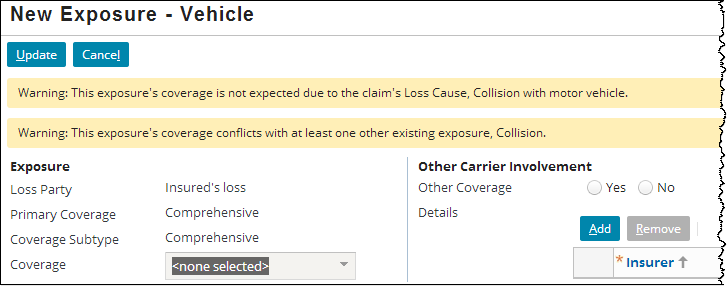 New Exposure - Vehicle
Update Cancel
Warning: This exposure's coverage is not expected due to the claim's Loss Cause, Collision with motor vehicle.
Warning: This exposure's coverage conflicts with at least one other existing exposure, Collision.
Exposure
Loss Party Insured's loss
Primary Coverage Comprehensive
Coverage Subtype Comprehensive
Coverage <none selected>
Other Carrier Involvement
Other Coverage Yes No
Details
Add Remove
* Insurer